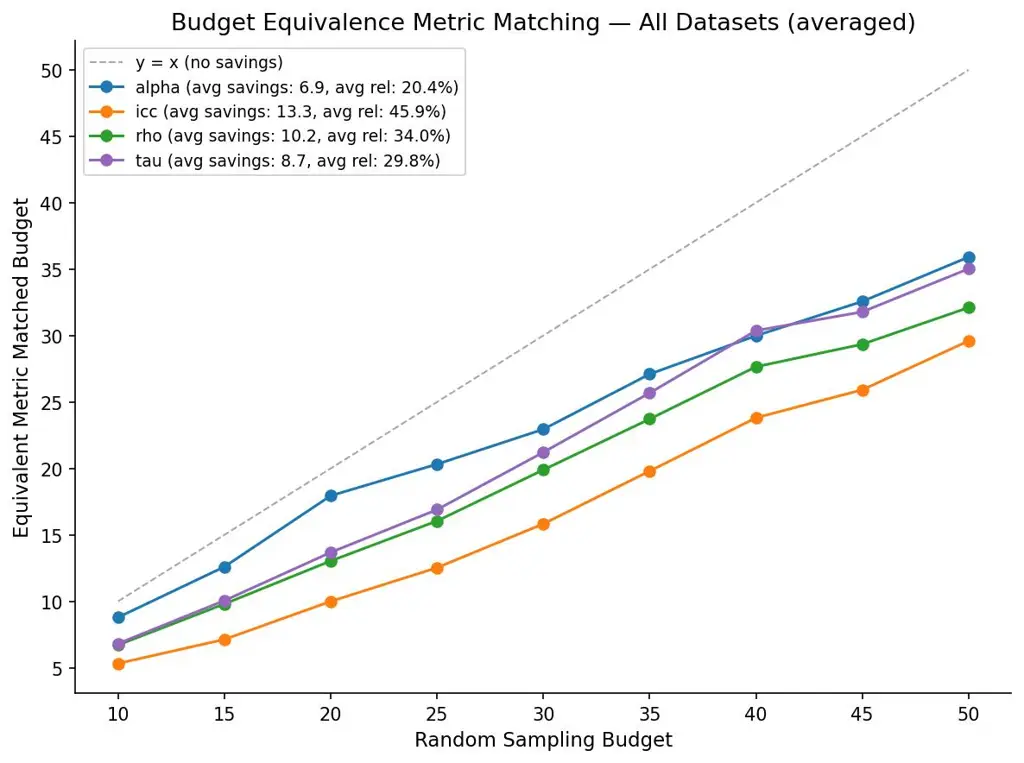 Budget Equivalence Metric Matching — All Datasets (averaged)
y = x (no savings)
alpha (avg savings: 6.9, avg rel: 20.4%)
icc (avg savings: 13.3, avg rel: 45.9%)
rho (avg savings: 10.2, avg rel: 34.0%)
tau (avg savings: 8.7, avg rel: 29.8%)
Equivalent Metric Matched Budget
50
45
40
35
30
25
20
15
10
5
10 15 20 25 30 35 40 45 50
Random Sampling Budget